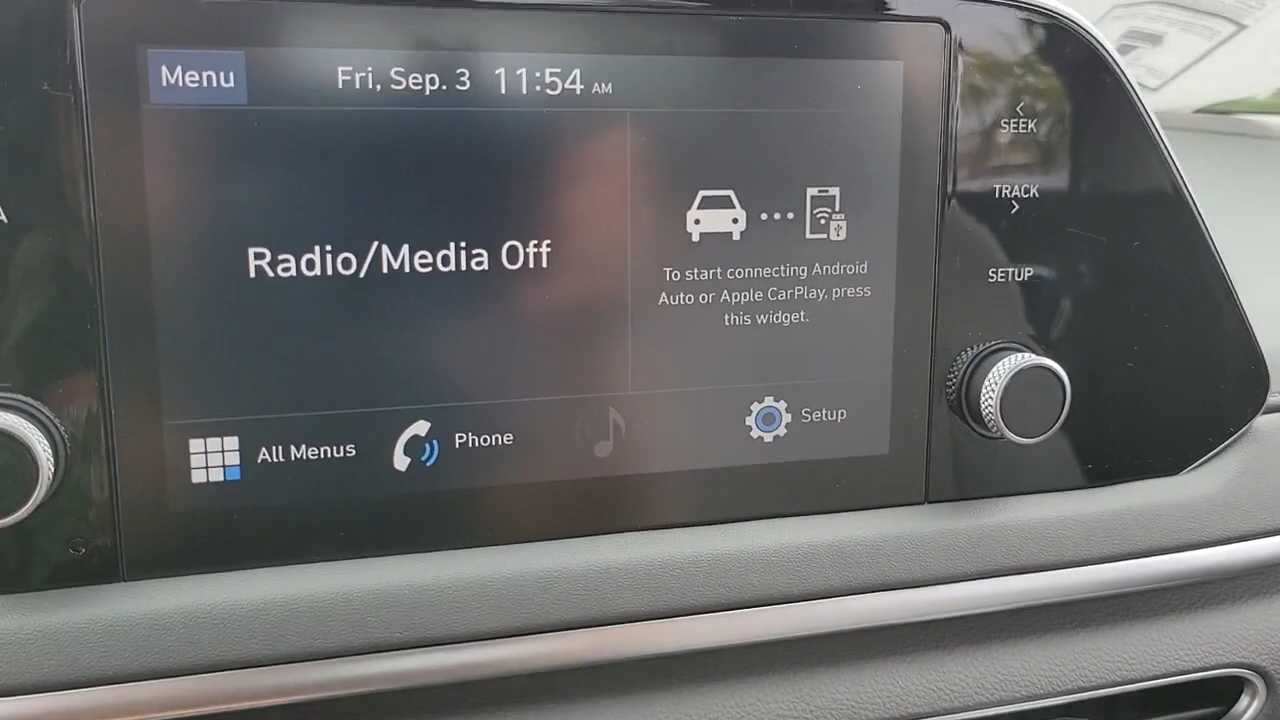 Menu
Fri, Sep. 3 11:54 AM
Radio/Media Off
To start connecting Android
Auto or Apple CarPlay, press
this widget.
All Menus
Phone
Setup
SEEK
TRACK
SETUP
A